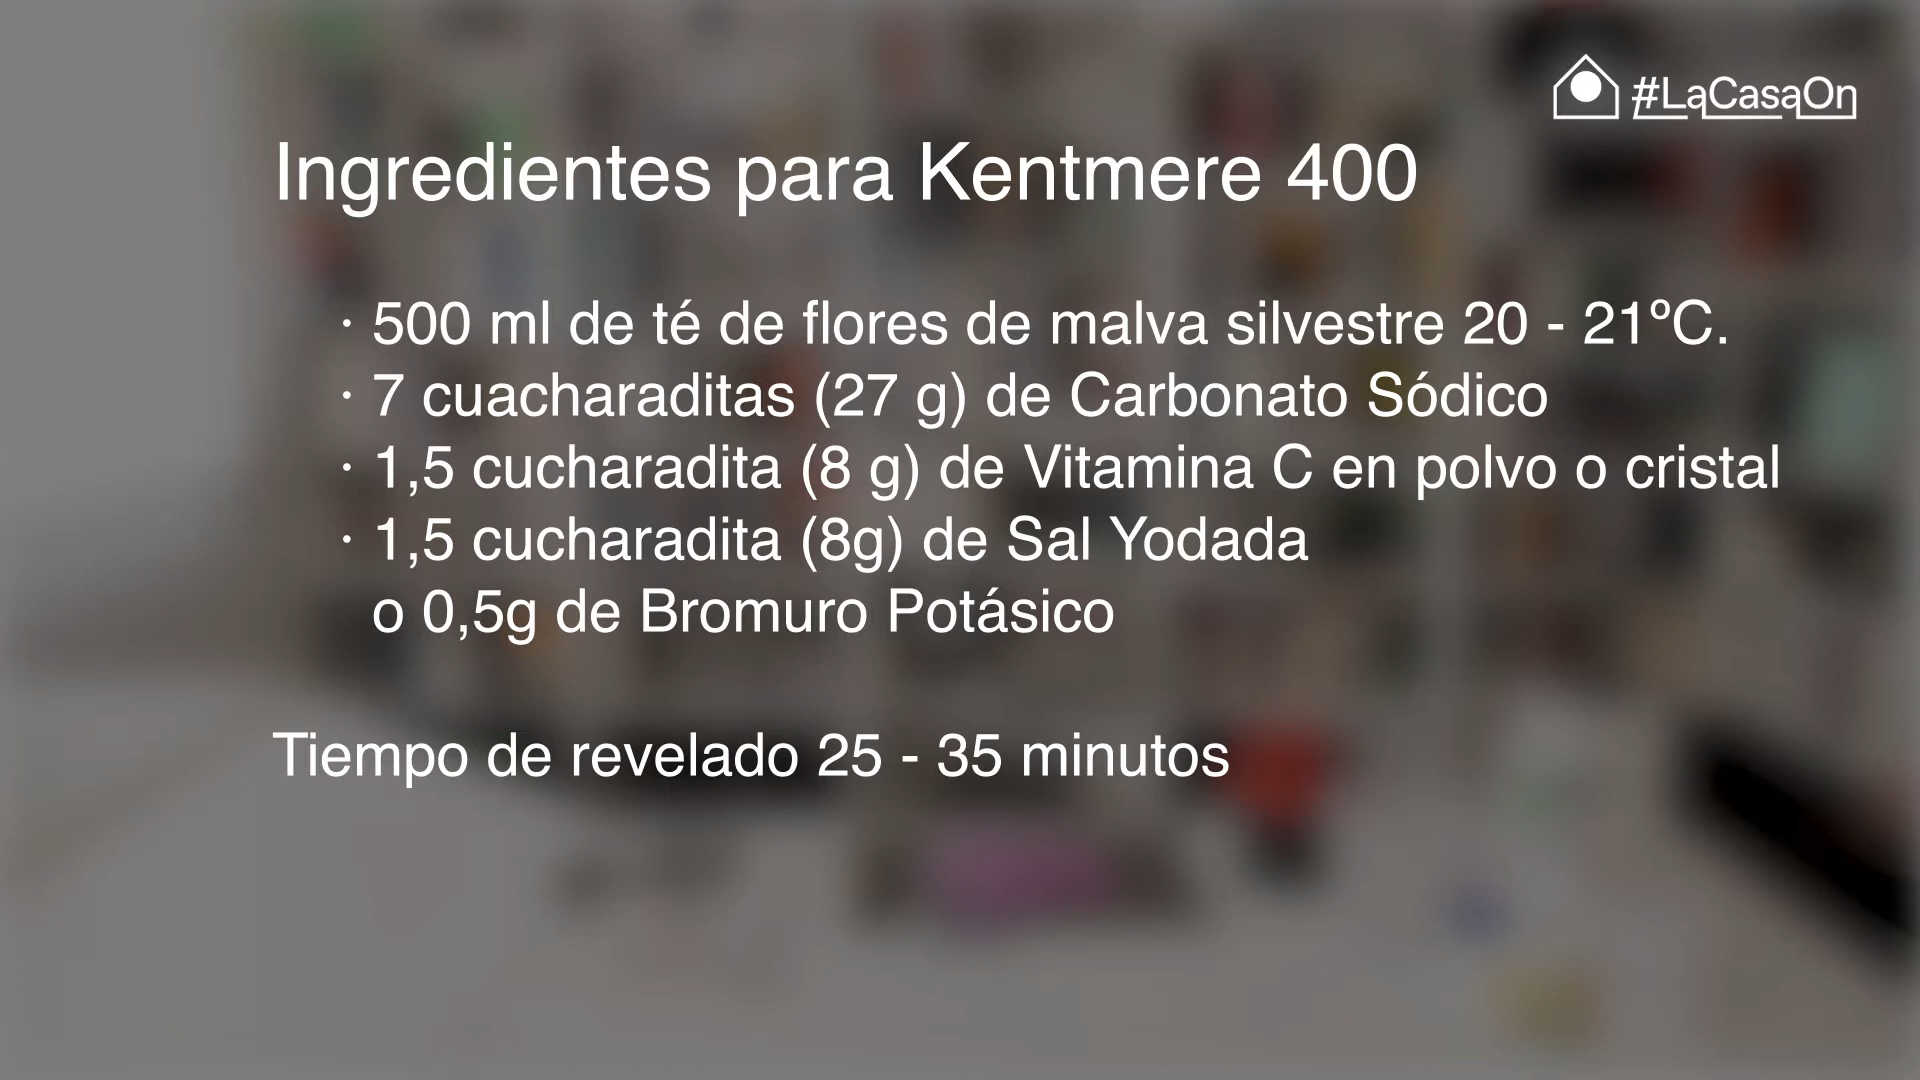 #LaCasaOn
Ingredientes para Kentmere 400
· 500 ml de té de flores de malva silvestre 20 - 21ºC.
· 7 cuacharaditas (27 g) de Carbonato Sódico
· 1,5 cucharadita (8 g) de Vitamina C en polvo o cristal
· 1,5 cucharadita (8g) de Sal Yodada
o 0,5g de Bromuro Potásico
Tiempo de revelado 25 - 35 minutos